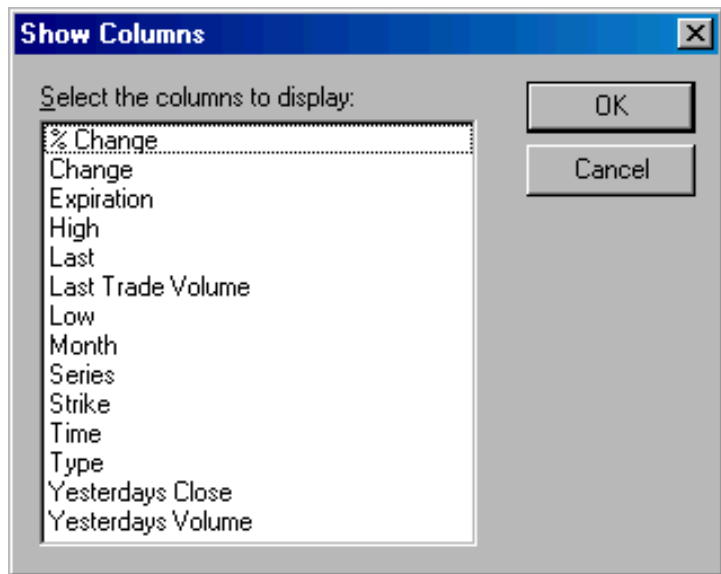 Show Columns
Select the columns to display:
% Change
Change
Expiration
High
Last
Last Trade Volume
Low
Month
Series
Strike
Time
Type
Yesterdays Close
Yesterdays Volume
OK
Cancel